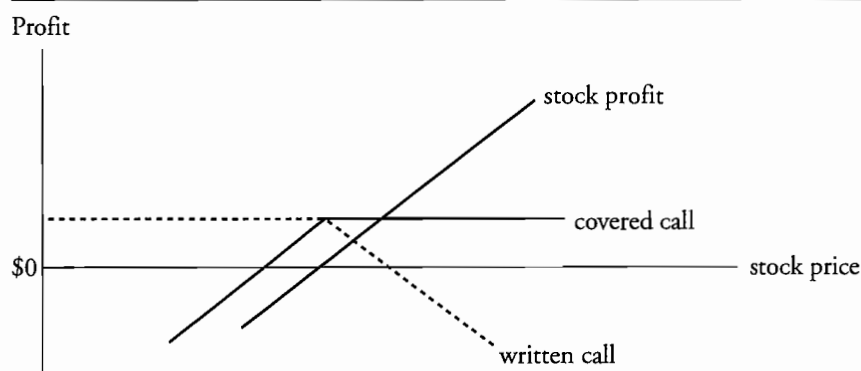 Profit
stock profit
covered call
$0
stock price
written call